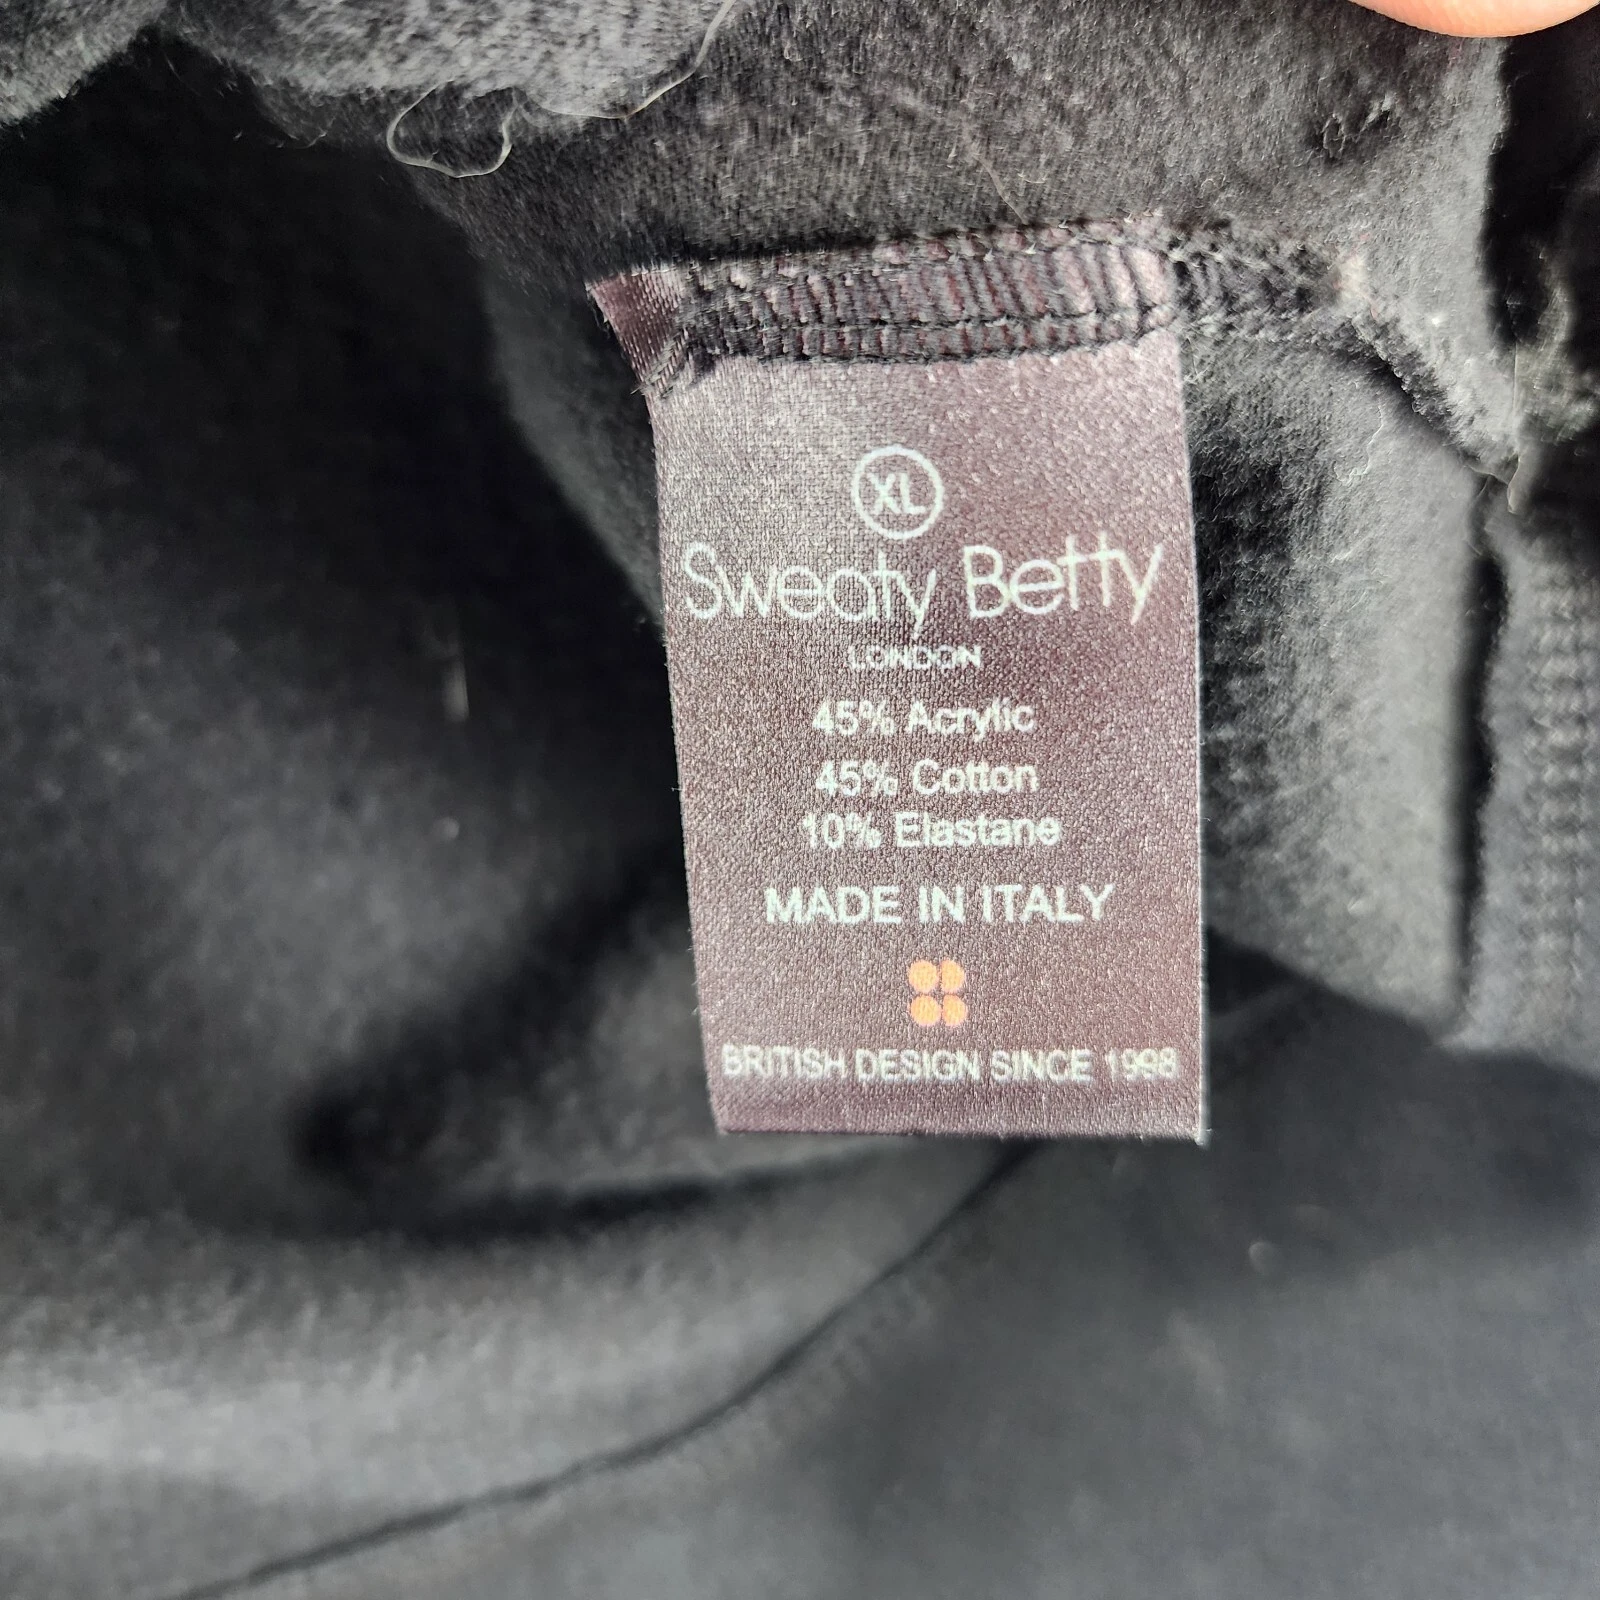 XL
Sweaty Betty
LONDON
45% Acrylic
45% Cotton
10% Elastane
MADE IN ITALY
BRITISH DESIGN SINCE 1998